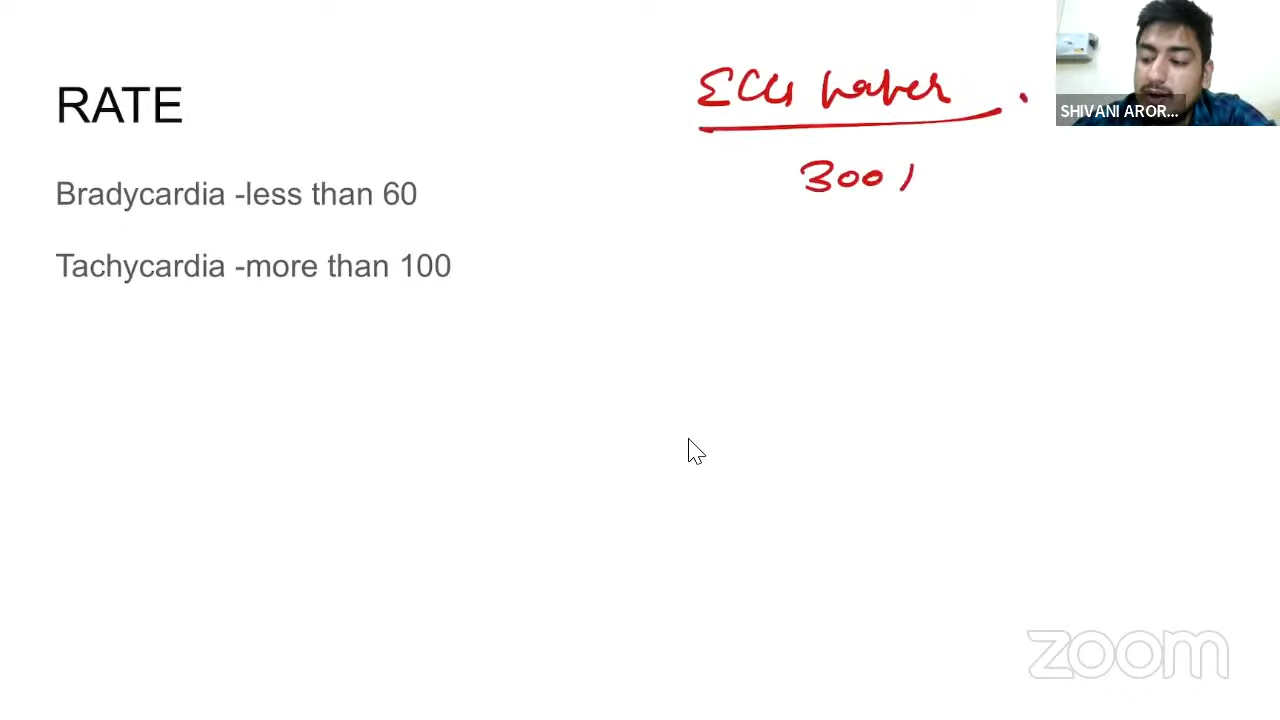 RATE
Bradycardia -less than 60
Tachycardia -more than 100
ECG paper
300 /
SHIVANI AROR...
zoom